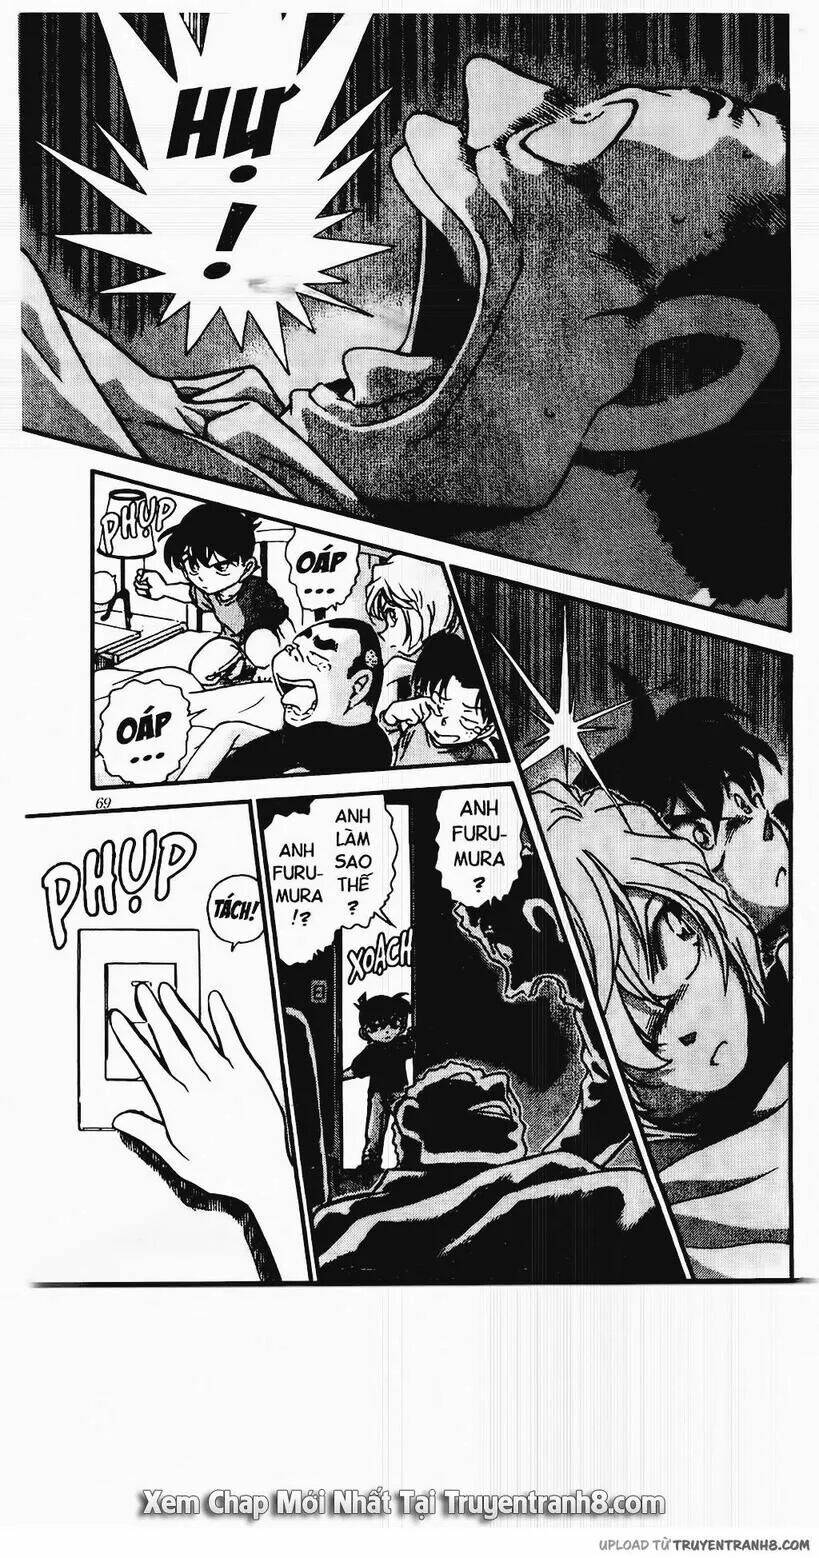 HỰ
!
OÁP
....
PHỤP
OÁP
....
69
ANH
FURU-
MURA
?
ANH
LÀM
SAO
THẾ
?
ANH
FURU-
MURA
!?
XOẠCH
TÁCH!
PHỤP
Xem Chap Mới Nhất Tại Truyentranh8.com
UPLOAD TỪ TRUYENTRANH8.COM